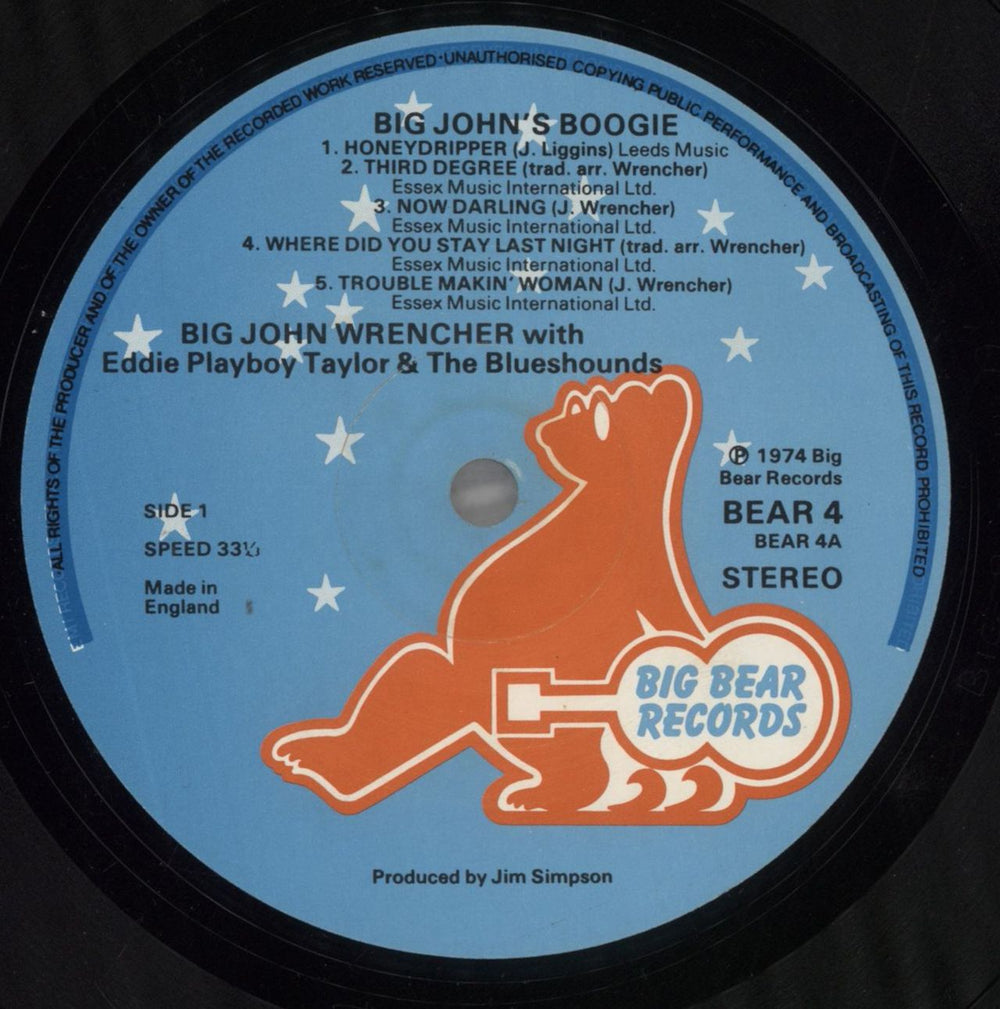 ALL RIGHTS OF THE PRODUCER AND OF THE OWNER OF THE RECORDED WORK RESERVED·UNAUTHORISED COPYING PUBLIC PERFORMANCE AND BROADCASTING OF THIS RECORD PROHIBITED
BIG JOHN'S BOOGIE
1. HONEYDRIPPER (J. Liggins) Leeds Music
2. THIRD DEGREE (trad. arr. Wrencher)
Essex Music International Ltd.
3. NOW DARLING (J. Wrencher)
Essex Music International Ltd.
4. WHERE DID YOU STAY LAST NIGHT (trad. arr. Wrencher)
Essex Music International Ltd.
5. TROUBLE MAKIN' WOMAN (J. Wrencher)
Essex Music International Ltd.
BIG JOHN WRENCHER with
Eddie Playboy Taylor & The Blueshounds
SIDE 1
SPEED 33⅓
Made in
England
℗ 1974 Big
Bear Records
BEAR 4
BEAR 4A
STEREO
BIG BEAR
RECORDS
Produced by Jim Simpson